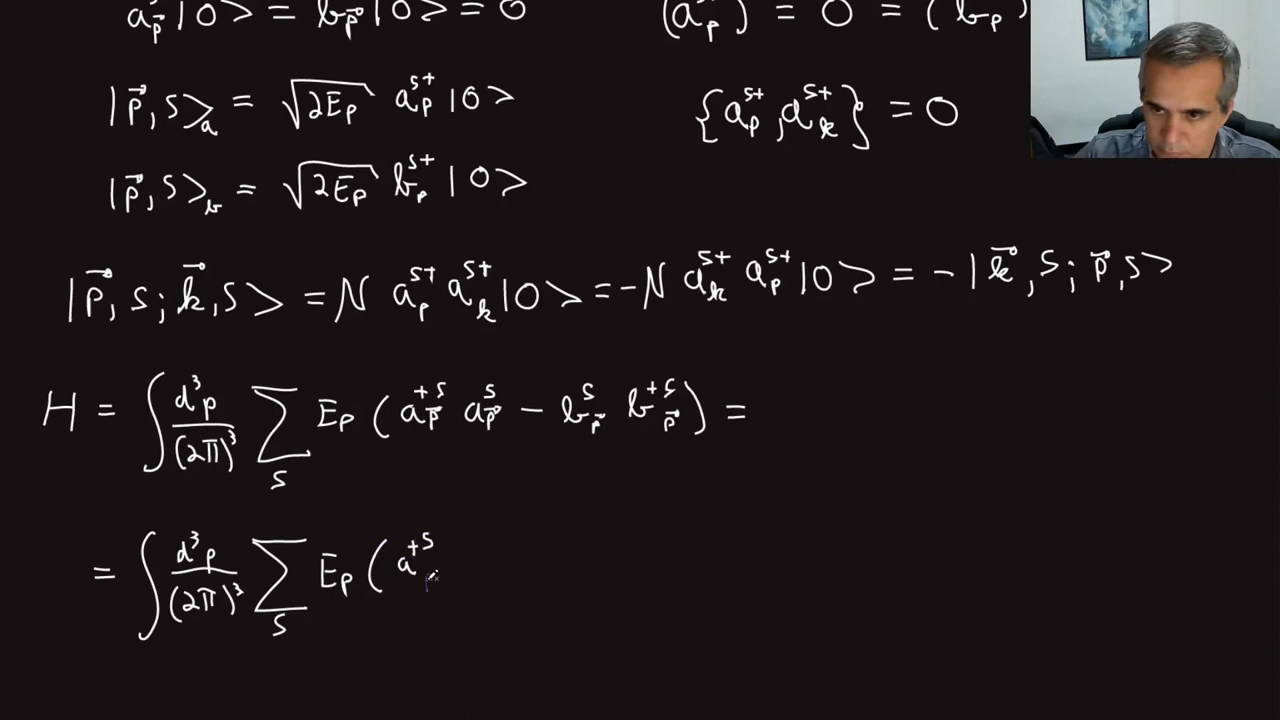 a_p⃗ |0> = b_p⃗ |0> = 0
(a_p) = 0 = (b_p)
|p⃗, s>_a = √(2E_p) a_p^{s+} |0>
{a_p^{s+}, a_k^{s+}} = 0
|p⃗, s>_b = √(2E_p) b_p^{s+} |0>
|p⃗, s; k⃗, s> = N a_p^{s+} a_k^{s+} |0> = -N a_k^{s+} a_p^{s+} |0> = - |k⃗, s; p⃗, s>
H = ∫ d³p/(2π)³ Σ_s E_p (a_p⃗^{+s} a_p⃗^s - b_p⃗^s b_p⃗^{+s}) =
= ∫ d³p/(2π)³ Σ_s E_p (a^{+s}